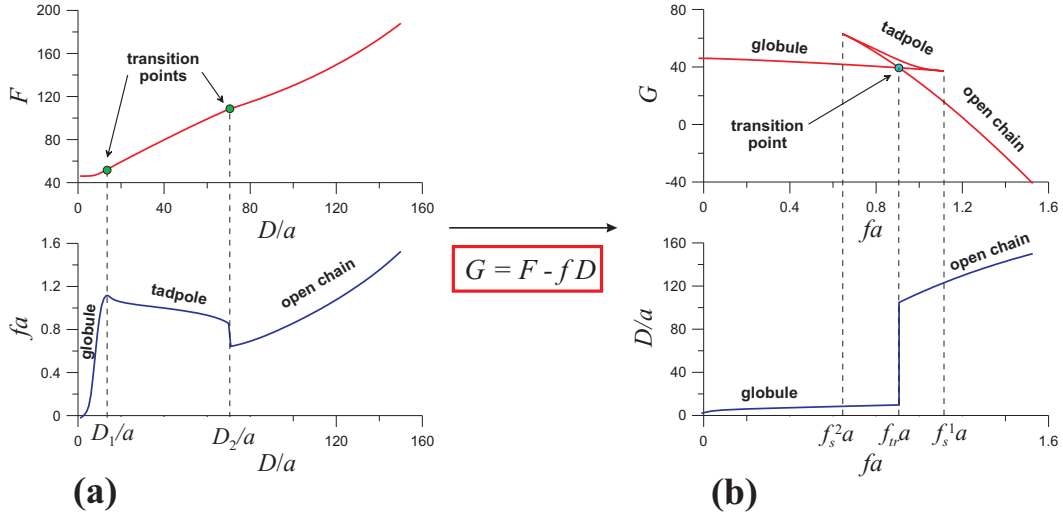 200
160
120
80
40
F
transition
points
0
40
80
120
160
D/a
1.6
1.2
0.8
0.4
0
fa
globule
tadpole
open chain
0
D₁/a
D₂/a
120
160
D/a
(a)
G = F - f D
80
40
0
-40
G
globule
tadpole
open chain
transition
point
0
0.4
0.8
1.2
1.6
fa
160
120
80
40
0
D/a
globule
open chain
0
fₛ²a
fₜᵣa
fₛ¹a
1.6
fa
(b)